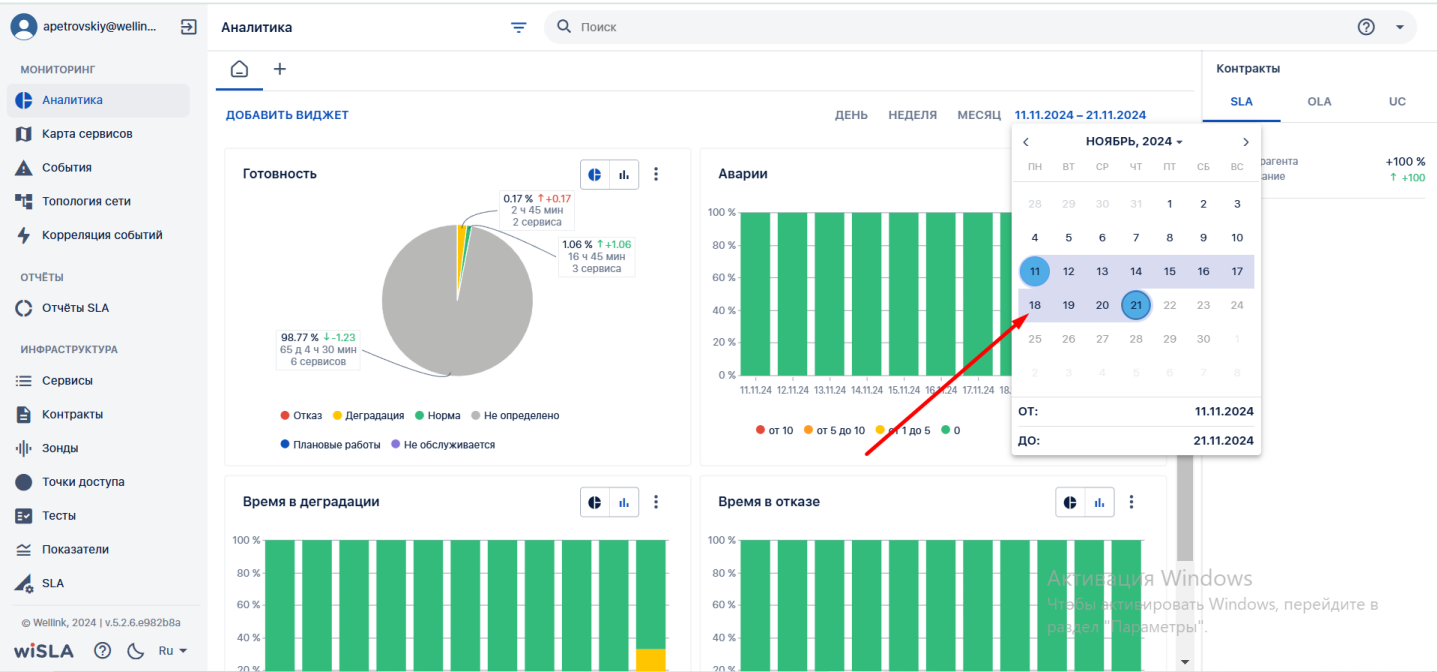 apetrovskiy@wellin...
Аналитика
Поиск
МОНИТОРИНГ
Аналитика
Карта сервисов
События
Топология сети
Корреляция событий
ОТЧЁТЫ
Отчёты SLA
ИНФРАСТРУКТУРА
Сервисы
Контракты
Зонды
Точки доступа
Тесты
Показатели
SLA
© Wellink, 2024 | v.5.2.6.e982b8a
wiSLA
Ru
ДОБАВИТЬ ВИДЖЕТ
ДЕНЬ НЕДЕЛЯ МЕСЯЦ 11.11.2024 – 21.11.2024
Готовность
0.17 % ↑+0.17
2 ч 45 мин
2 сервиса
1.06 % ↑+1.06
16 ч 45 мин
3 сервиса
98.77 % ↓-1.23
65 д 4 ч 30 мин
6 сервисов
Отказ Деградация Норма Не определено
Плановые работы Не обслуживается
Аварии
100 %
80 %
60 %
40 %
20 %
0 %
11.11.24 12.11.24 13.11.24 14.11.24 15.11.24 16.11.24 17.11.24 18.
от 10 от 5 до 10 от 1 до 5 0
НОЯБРЬ, 2024
ПН ВТ СР ЧТ ПТ СБ ВС
28 29 30 31 1 2 3
4 5 6 7 8 9 10
11 12 13 14 15 16 17
18 19 20 21 22 23 24
25 26 27 28 29 30 1
2 3 4 5 6 7 8
ОТ: 11.11.2024
ДО: 21.11.2024
Контракты
SLA OLA UC
рагента +100 %
ание ↑ +100
Время в деградации
100 %
80 %
60 %
40 %
20 %
Время в отказе
100 %
80 %
60 %
40 %
20 %
Активация Windows
Чтобы активировать Windows, перейдите в
раздел "Параметры".